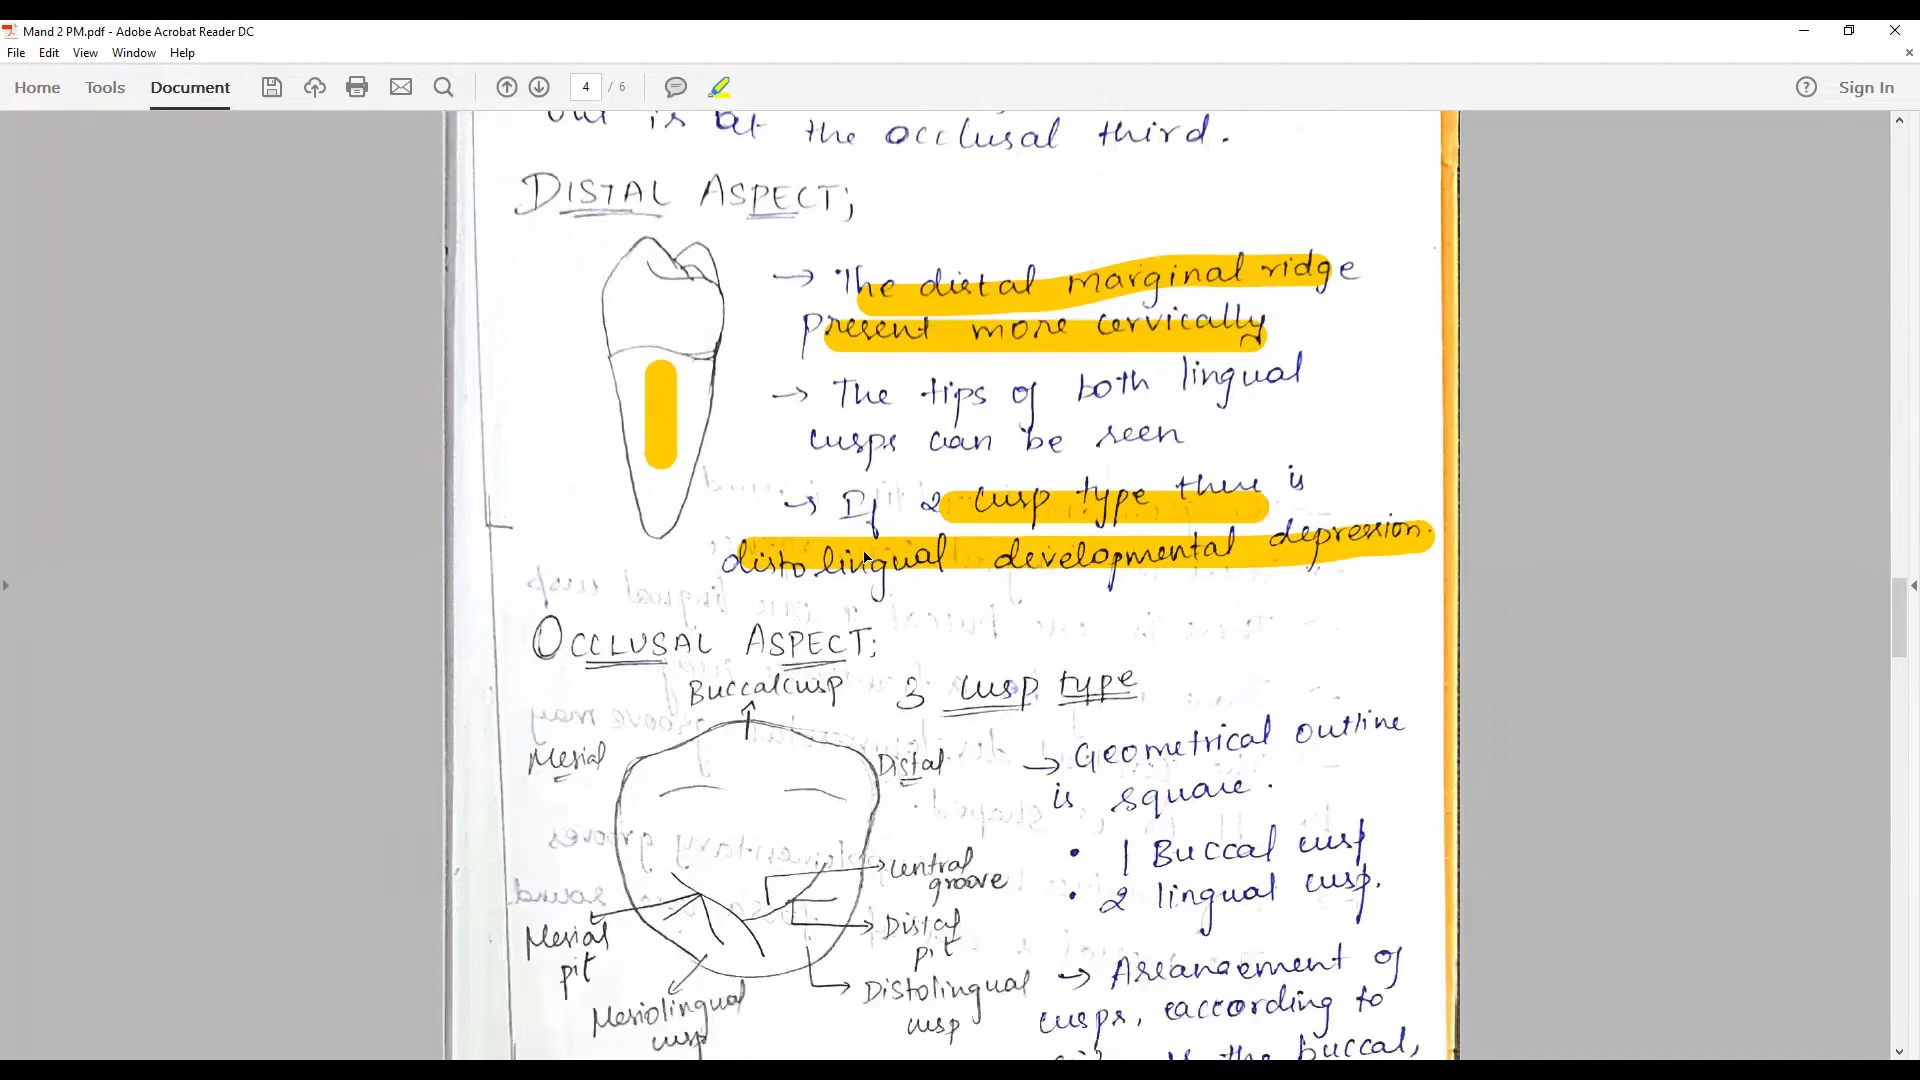 Mand 2 PM.pdf - Adobe Acrobat Reader DC
File Edit View Window Help
Home Tools Document 4 / 6 Sign In
is at the occlusal third.
DISTAL ASPECT;
→ The distal marginal ridge
present more cervically
→ The tips of both lingual
cusps can be seen
→ If 2 cusp type there is
distolingual developmental depression.
OCCLUSAL ASPECT;
Buccal cusp 3 cusp type
Mesial Distal → Geometrical outline
is square.
• 1 Buccal cusp
• 2 lingual cusp.
central
groove
Mesial
pit
Distal
pit
Mesiolingual
cusp
Distolingual
cusp
→ Arrangement of
cusps, according to
the buccal,